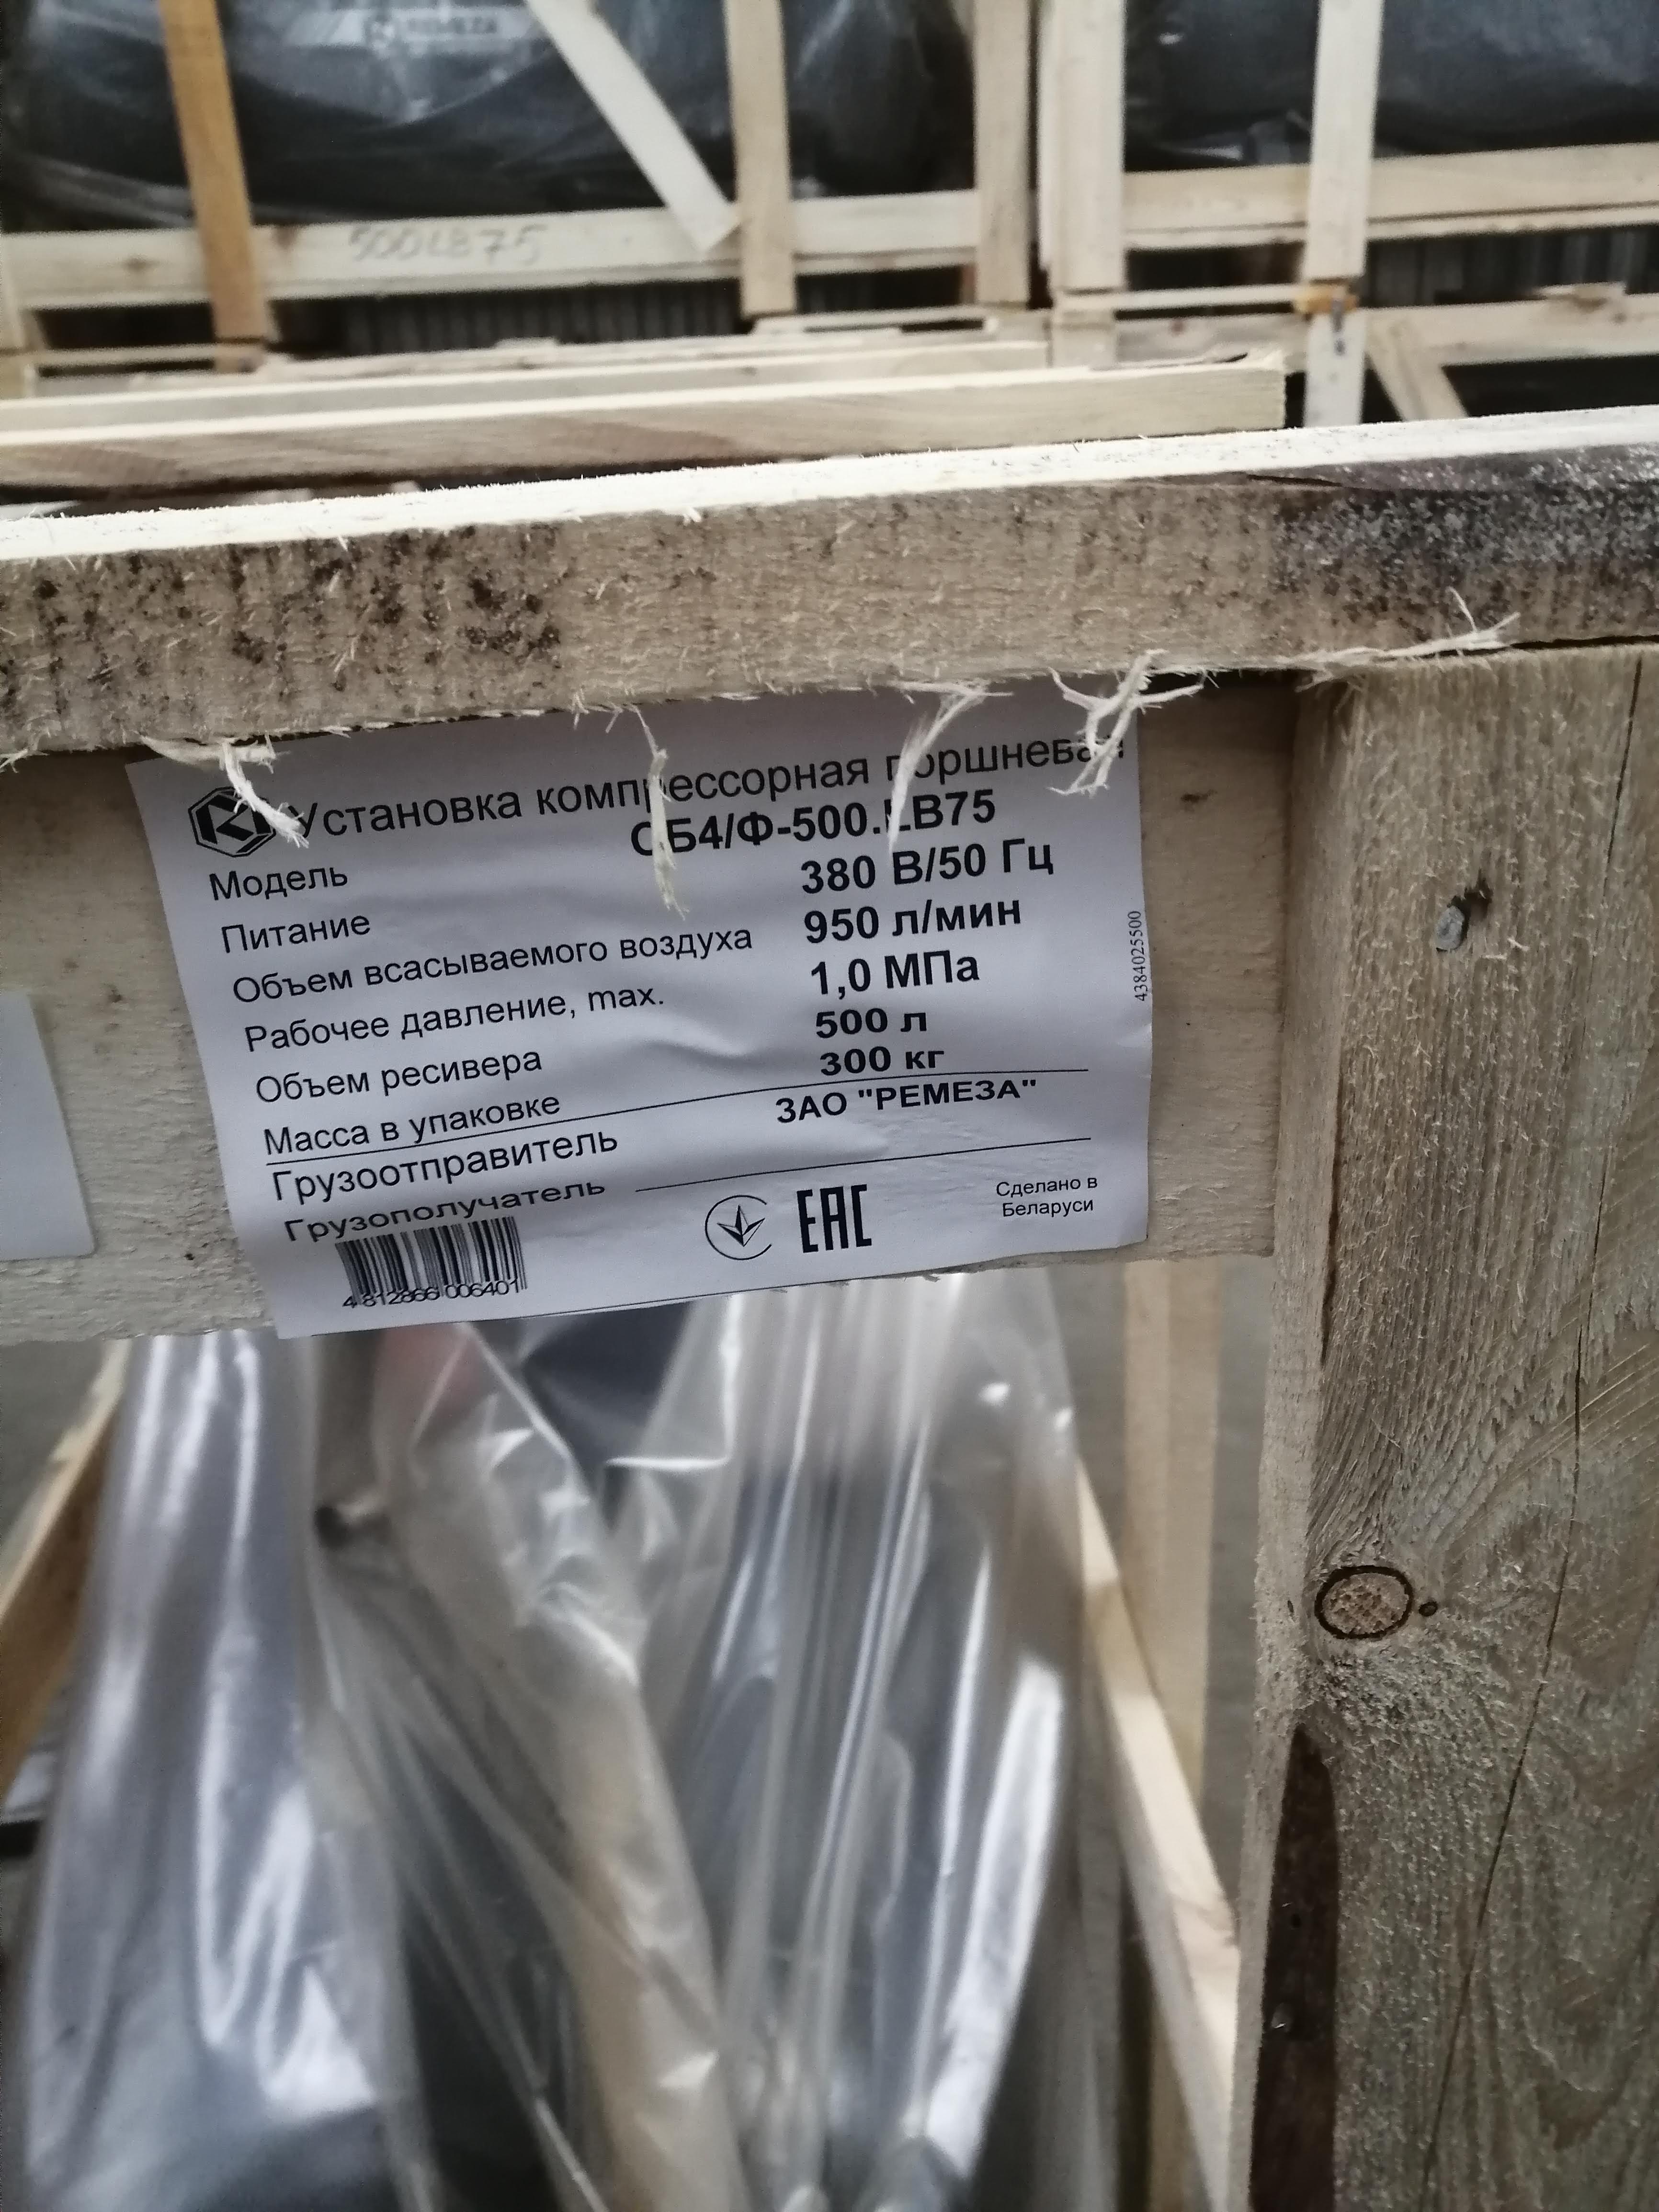 500LB75
Установка компрессорная поршневая
Модель СБ4/Ф-500.LB75
Питание 380 В/50 Гц
Объем всасываемого воздуха 950 л/мин
Рабочее давление, max. 1,0 МПа
Объем ресивера 500 л
Масса в упаковке 300 кг
Грузоотправитель ЗАО "РЕМЕЗА"
Грузополучатель
4384025500
4 812866 006401
EAC
Сделано в
Беларуси